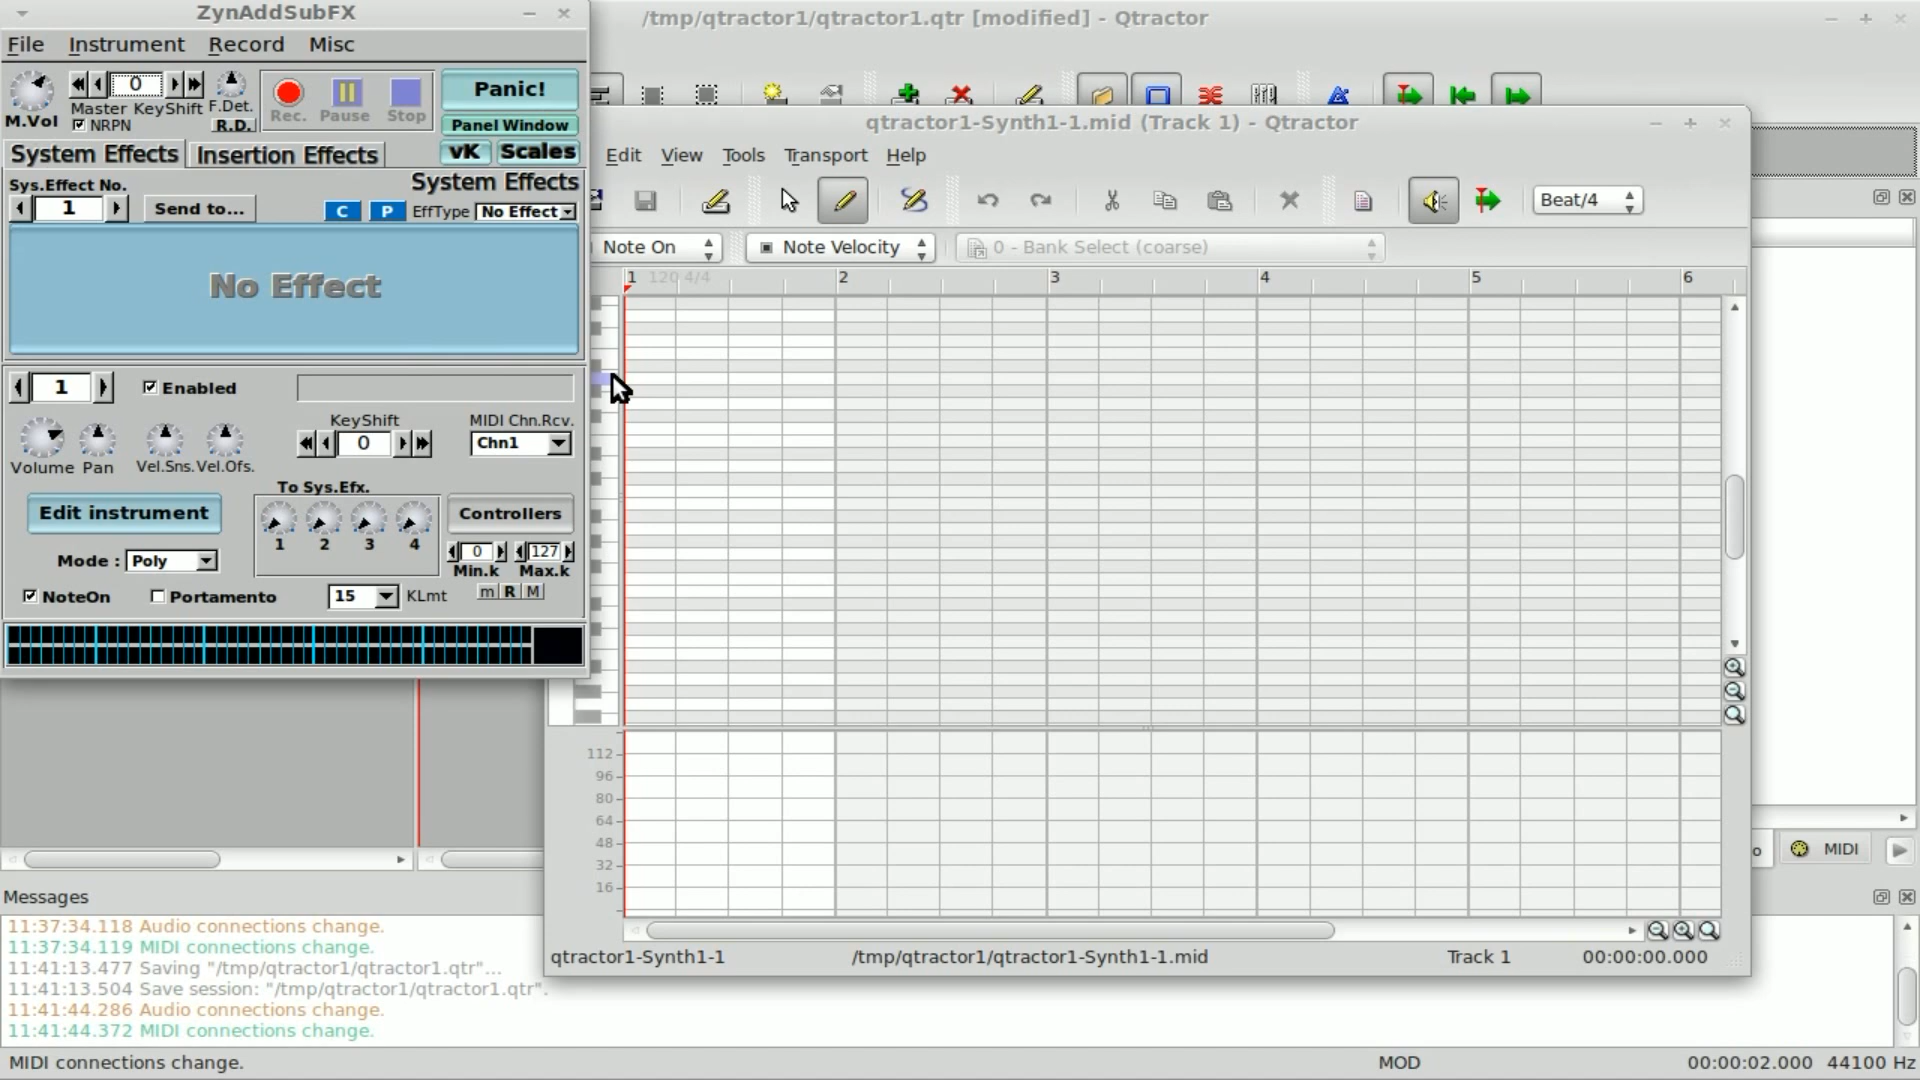 ZynAddSubFX
File Instrument Record Misc
0
Master KeyShift F.Det.
M.Vol NRPN R.D.
Rec. Pause Stop
Panic!
Panel Window
vK Scales
System Effects Insertion Effects
Sys.Effect No. System Effects
1 Send to... C P EffType No Effect
No Effect
1 Enabled
KeyShift MIDI Chn.Rcv.
0 Chn1
Volume Pan Vel.Sns. Vel.Ofs.
To Sys.Efx.
Edit instrument Controllers
1 2 3 4
0 127
Mode : Poly Min.k Max.k
NoteOn Portamento 15 KLmt m R M
/tmp/qtractor1/qtractor1.qtr [modified] - Qtractor
qtractor1-Synth1-1.mid (Track 1) - Qtractor
Edit View Tools Transport Help
Beat/4
Note On Note Velocity 0 - Bank Select (coarse)
1 120 4/4 2 3 4 5 6
112
96
80
64
48
32
16
qtractor1-Synth1-1 /tmp/qtractor1/qtractor1-Synth1-1.mid Track 1 00:00:00.000
o MIDI
Messages
11:37:34.118 Audio connections change.
11:37:34.119 MIDI connections change.
11:41:13.477 Saving "/tmp/qtractor1/qtractor1.qtr"...
11:41:13.504 Save session: "/tmp/qtractor1/qtractor1.qtr".
11:41:44.286 Audio connections change.
11:41:44.372 MIDI connections change.
MIDI connections change. MOD 00:00:02.000 44100 Hz